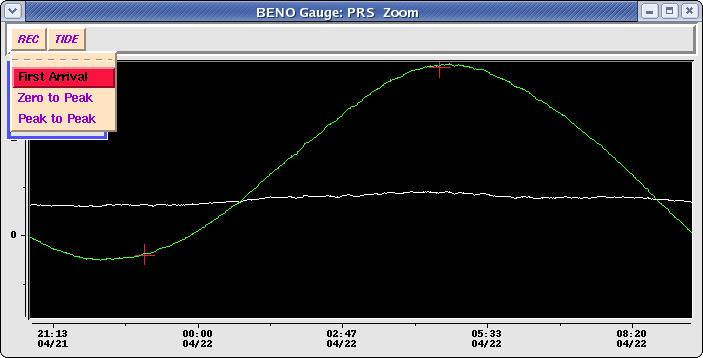 BENO Gauge: PRS Zoom
REC TIDE
First Arrival
Zero to Peak
Peak to Peak
0
21:13 00:00 02:47 05:33 08:20
04/21 04/22 04/22 04/22 04/22